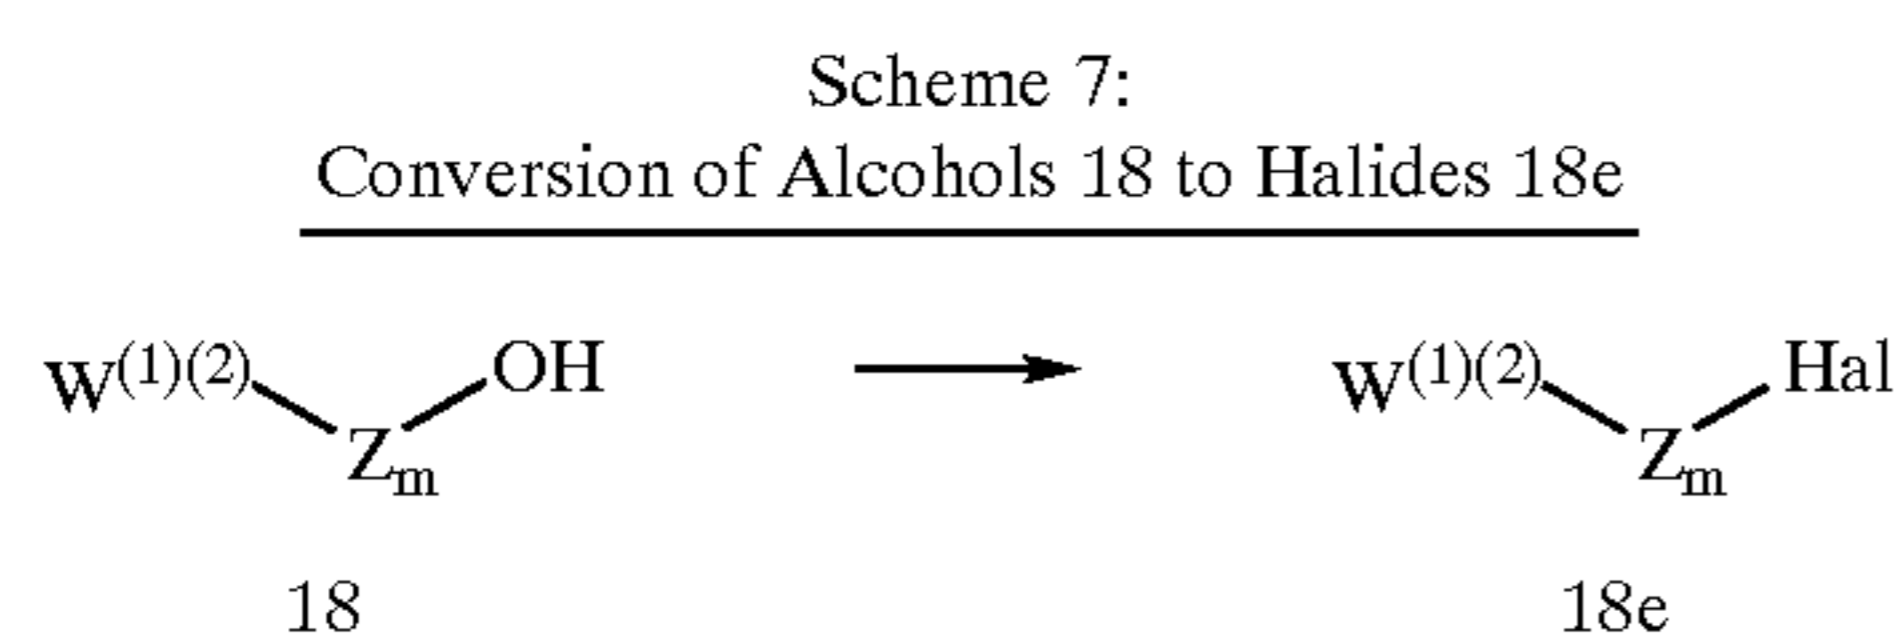 Scheme 7:
Conversion of Alcohols 18 to Halides 18e
W(1)(2) Zm OH
W(1)(2) Zm Hal
18
18e